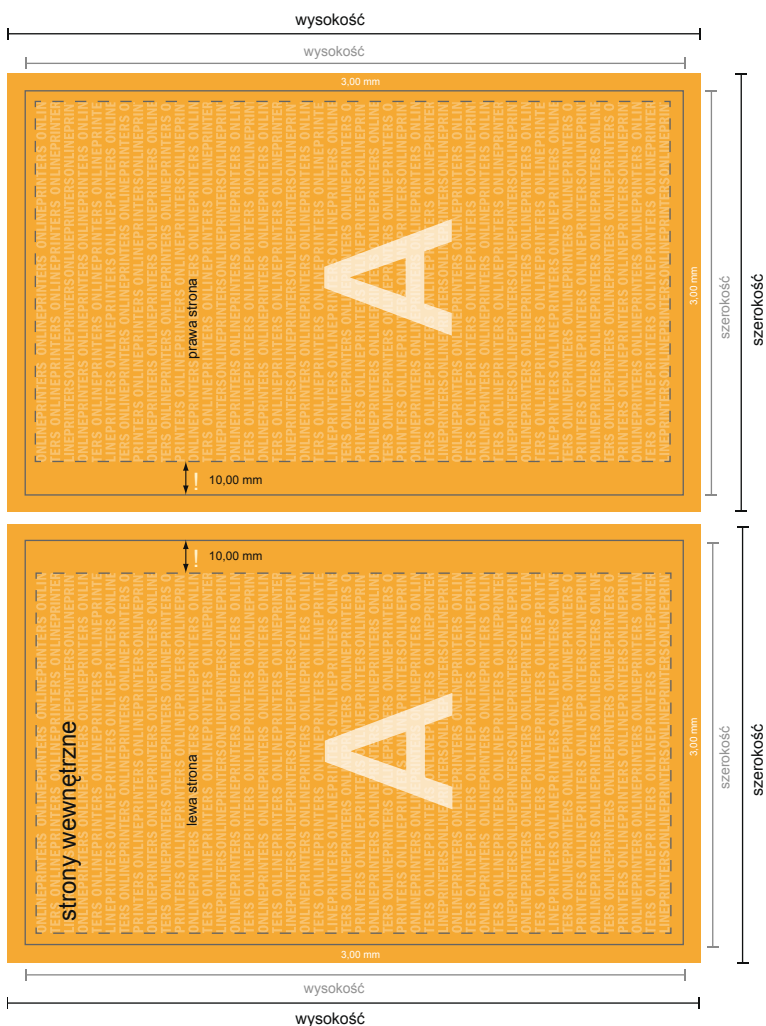 wysokość
wysokość
3,00 mm
prawa strona
A
3,00 mm
szerokość
szerokość
! 10,00 mm
! 10,00 mm
strony wewnętrzne
lewa strona
A
3,00 mm
szerokość
szerokość
3,00 mm
wysokość
wysokość